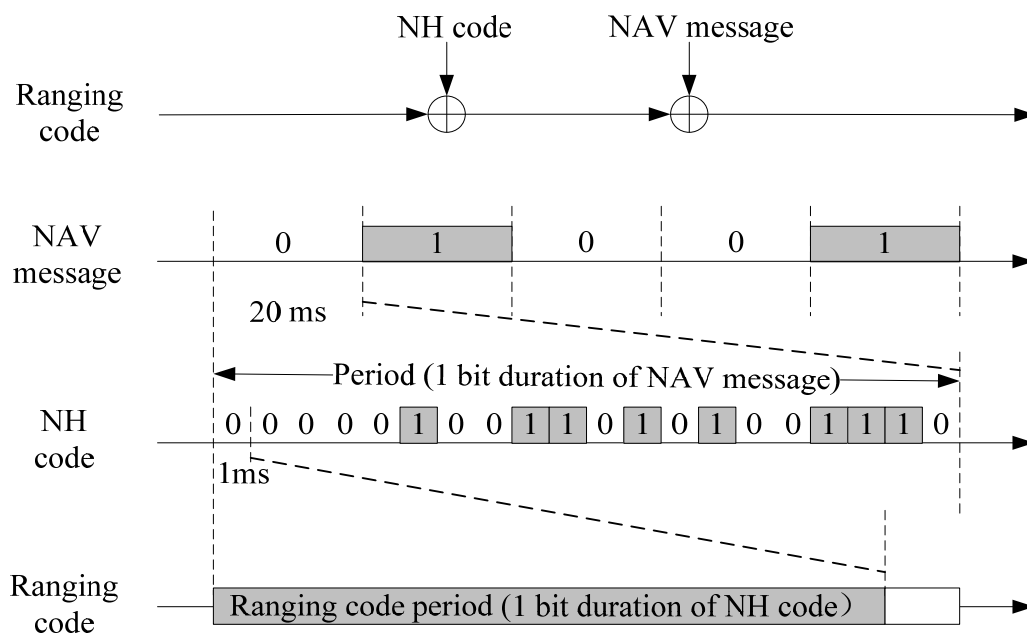 NH code NAV message
Ranging
code
NAV
message
0 1 0 0 1
20 ms
Period (1 bit duration of NAV message)
NH
code
0 0 0 0 0 1 0 0 1 1 0 1 0 1 0 0 1 1 1 0
1ms
Ranging
code
Ranging code period (1 bit duration of NH code）